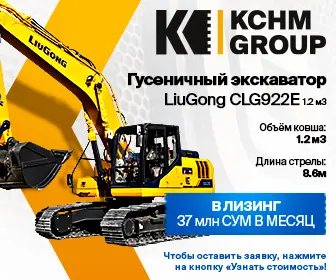 KCHM
GROUP
Гусеничный экскаватор
LiuGong CLG922E 1.2 м3
Объём ковша:
1.2 м3
Длина стрелы:
8.6м
LIUGONG
В ЛИЗИНГ
37 млн СУМ В МЕСЯЦ
Чтобы оставить заявку, нажмите
на кнопку «Узнать стоимость»!